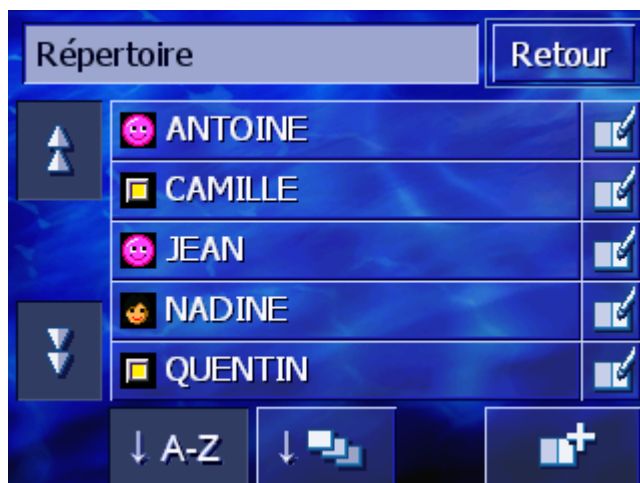 Répertoire
Retour
ANTOINE
CAMILLE
JEAN
NADINE
QUENTIN
A-Z